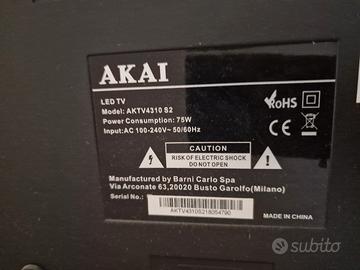 AKAI
LED TV
Model: AKTV4310 S2
Power Consumption: 75W
Input:AC 100-240V~ 50/60Hz
RoHS
CE
CAUTION
RISK OF ELECTRIC SHOCK
DO NOT OPEN
Manufactured by Barni Carlo Spa
Via Arconate 63,20020 Busto Garolfo(Milano)
Serial No.:
AKTV4310S218054790
MADE IN CHINA
subito